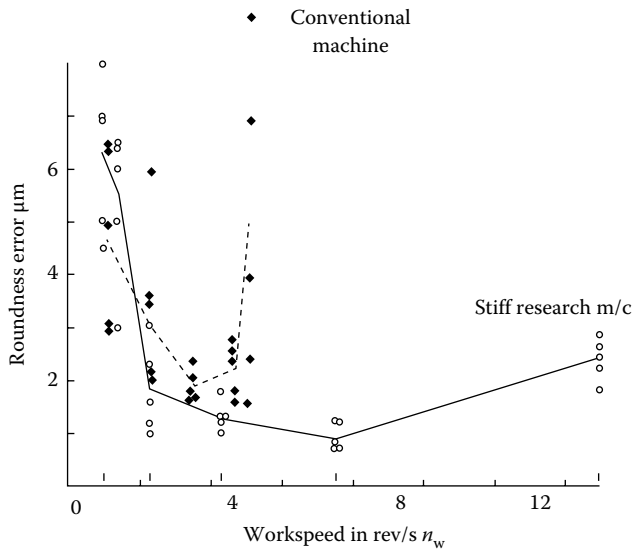 Conventional
machine
Roundness error μm
6
4
2
Stiff research m/c
0
4
8
12
Workspeed in rev/s n_w